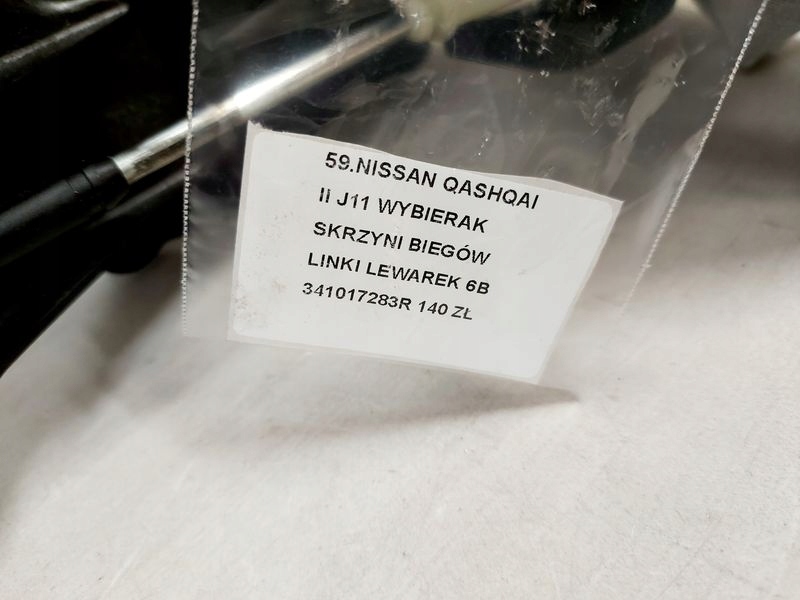 59.NISSAN QASHQAI
II J11 WYBIERAK
SKRZYNI BIEGÓW
LINKI LEWAREK 6B
341017283R 140 ZŁ